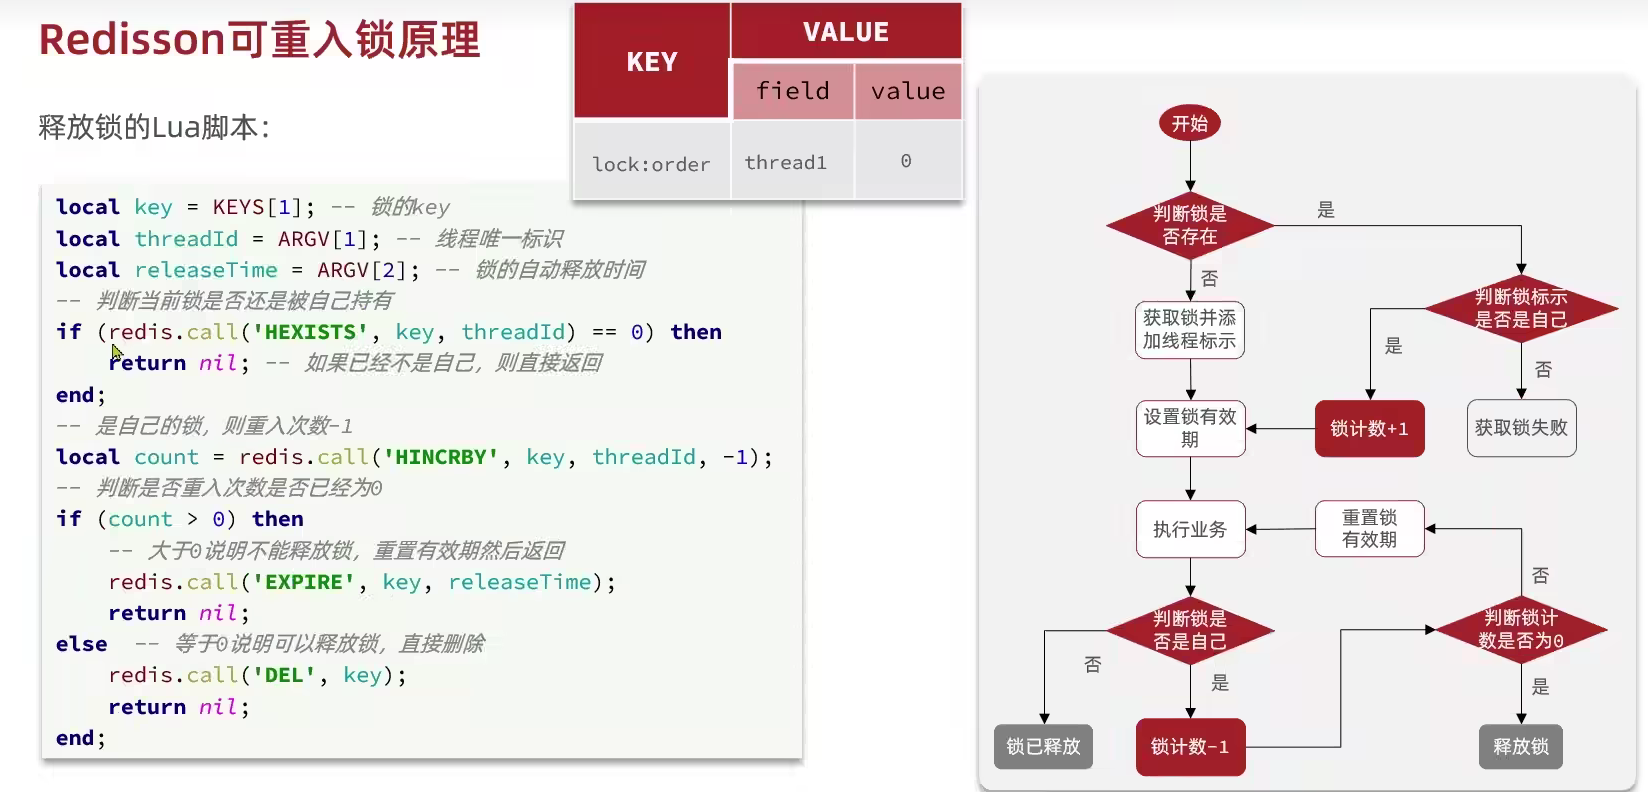 Redisson可重入锁原理
释放锁的Lua脚本:
KEY
VALUE
field
value
lock:order
thread1
0
local key = KEYS[1]; -- 锁的key
local threadId = ARGV[1]; -- 线程唯一标识
local releaseTime = ARGV[2]; -- 锁的自动释放时间
-- 判断当前锁是否还是被自己持有
if (redis.call('HEXISTS', key, threadId) == 0) then
return nil; -- 如果已经不是自己，则直接返回
end;
-- 是自己的锁，则重入次数-1
local count = redis.call('HINCRBY', key, threadId, -1);
-- 判断是否重入次数是否已经为0
if (count > 0) then
-- 大于0说明不能释放锁，重置有效期然后返回
redis.call('EXPIRE', key, releaseTime);
return nil;
else -- 等于0说明可以释放锁，直接删除
redis.call('DEL', key);
return nil;
end;
开始
判断锁是
否存在
是
否
获取锁并添
加线程标示
判断锁标示
是否是自己
是
否
设置锁有效
期
锁计数+1
获取锁失败
执行业务
重置锁
有效期
否
判断锁是
否是自己
判断锁计
数是否为0
否
是
是
锁已释放
锁计数-1
释放锁